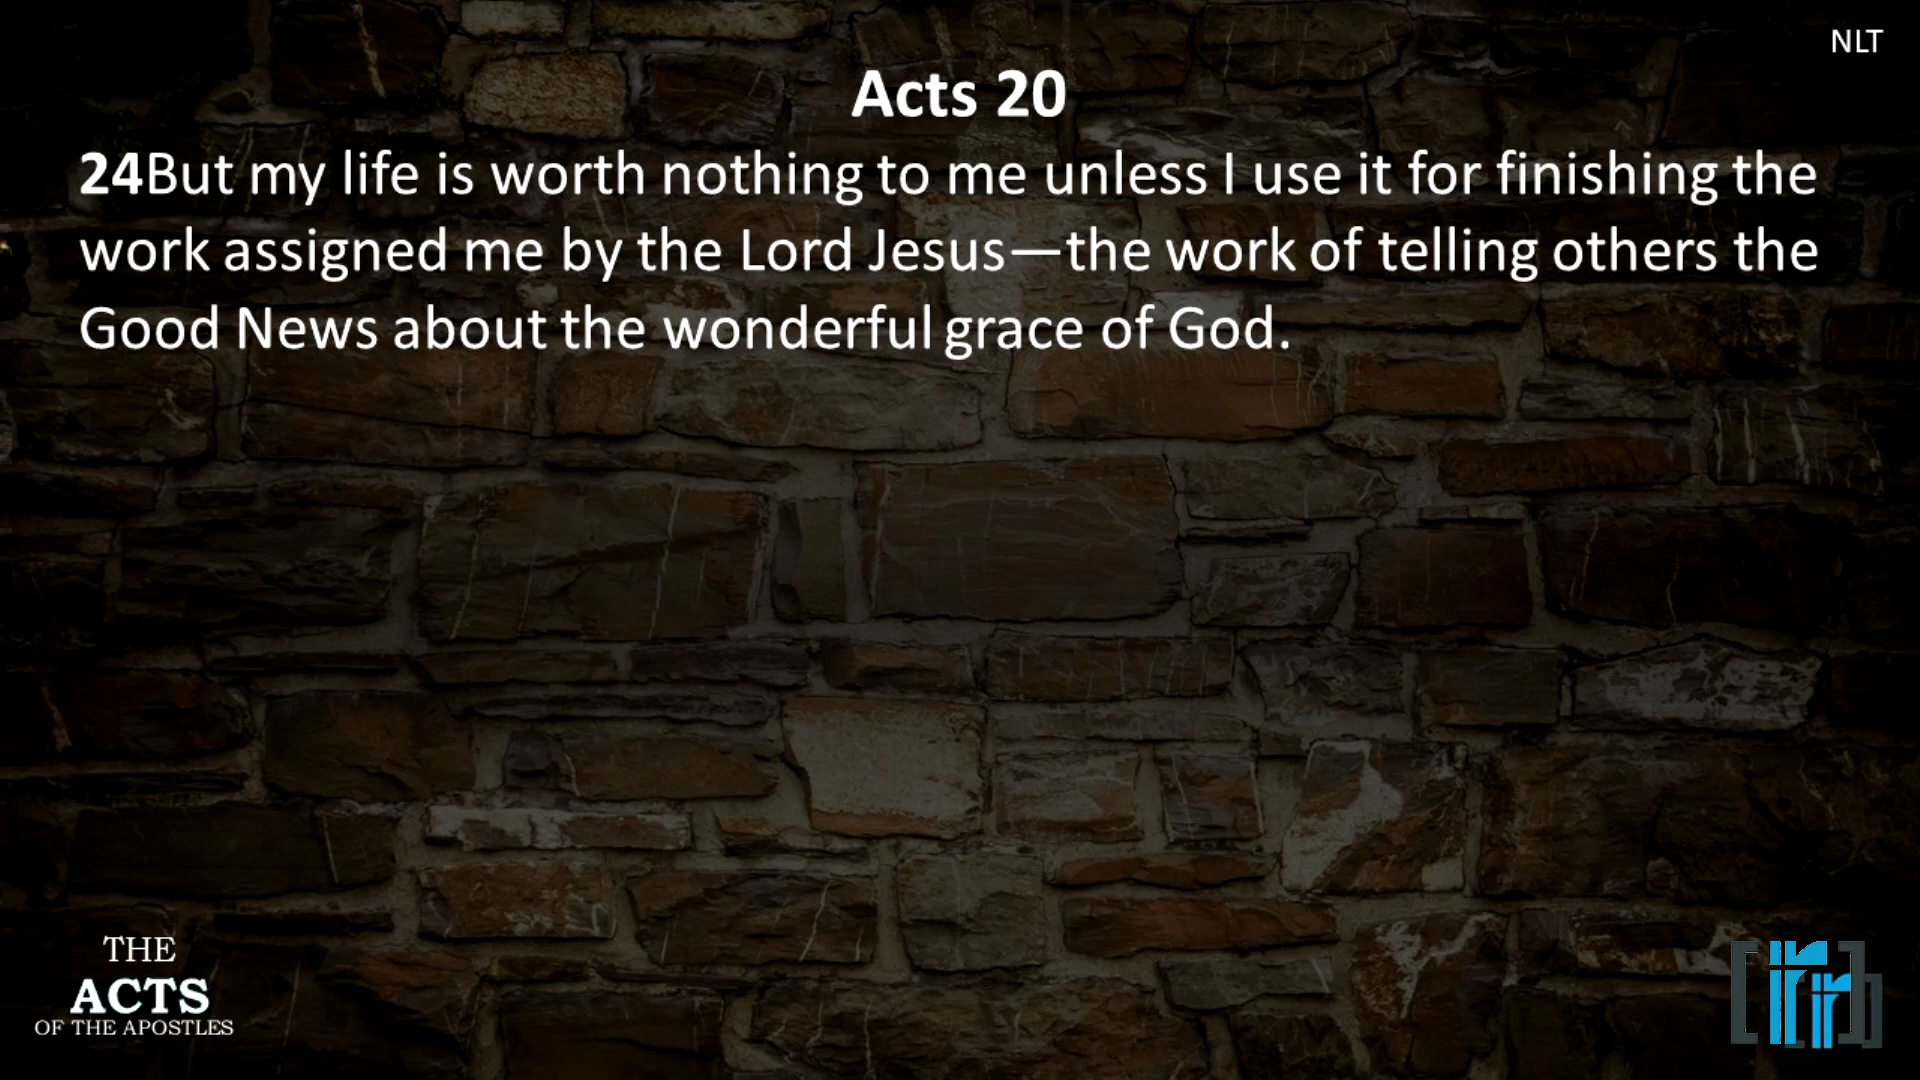 NLT
Acts 20
24But my life is worth nothing to me unless I use it for finishing the
work assigned me by the Lord Jesus—the work of telling others the
Good News about the wonderful grace of God.
THE
ACTS
OF THE APOSTLES